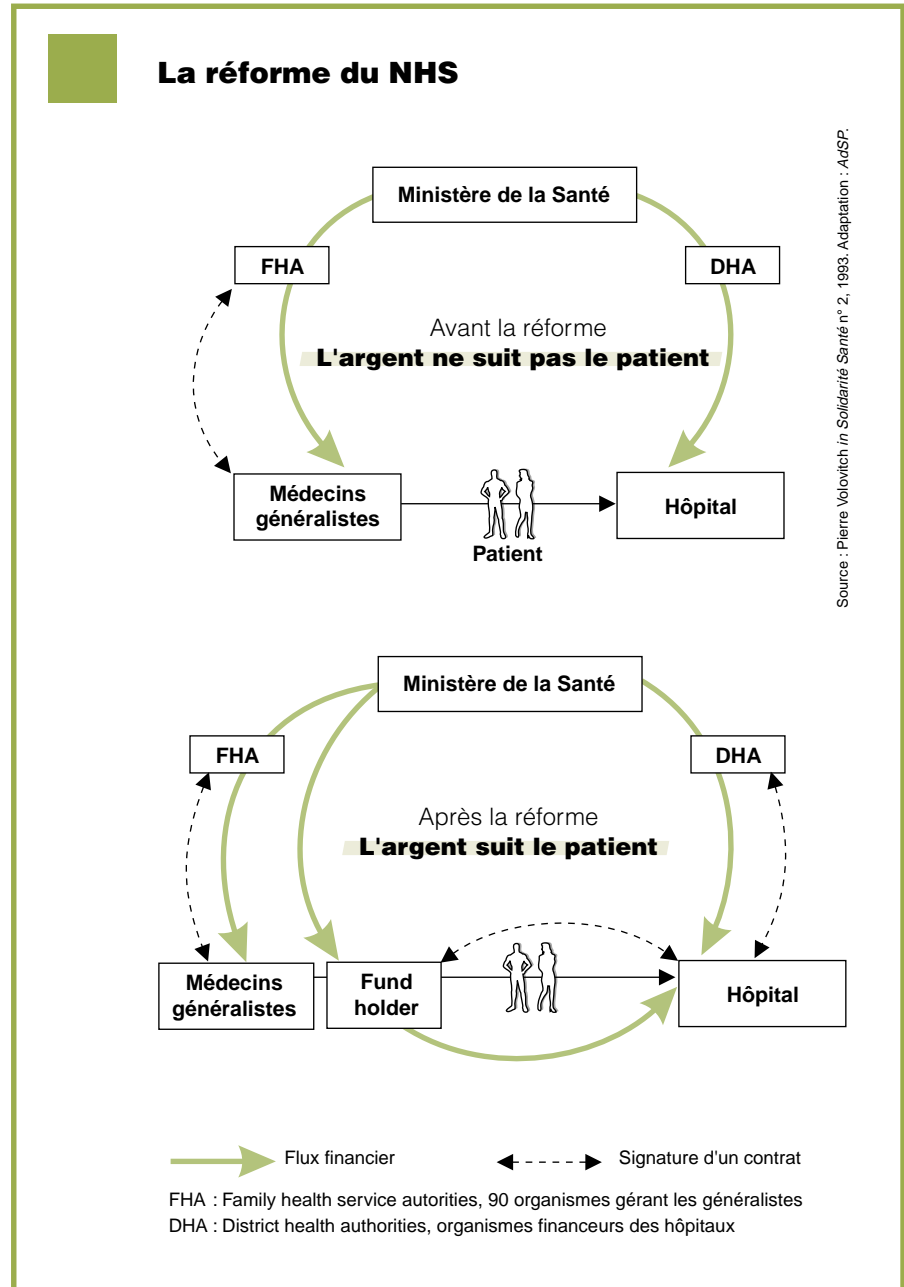 La réforme du NHS
Ministère de la Santé
FHA
DHA
Avant la réforme
L'argent ne suit pas le patient
Médecins
généralistes
Patient
Hôpital
Source : Pierre Volovitch in Solidarité Santé n° 2, 1993. Adaptation : AdSP.
Ministère de la Santé
FHA
DHA
Après la réforme
L'argent suit le patient
Médecins
généralistes
Fund
holder
Hôpital
Flux financier
Signature d'un contrat
FHA : Family health service autorities, 90 organismes gérant les généralistes
DHA : District health authorities, organismes financeurs des hôpitaux